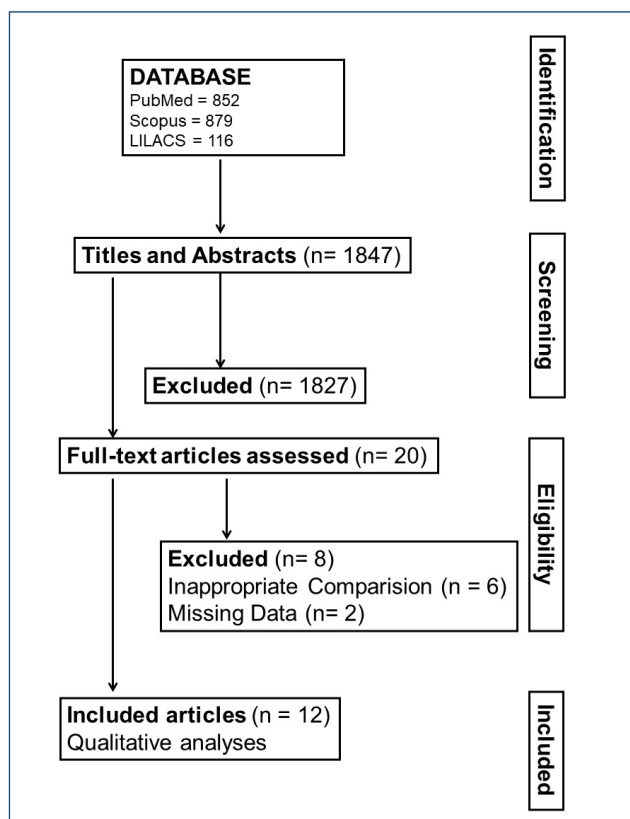 DATABASE
PubMed = 852
Scopus = 879
LILACS = 116
Identification
Titles and Abstracts (n= 1847)
Screening
Excluded (n= 1827)
Full-text articles assessed (n= 20)
Eligibility
Excluded (n= 8)
Inappropriate Comparision (n = 6)
Missing Data (n= 2)
Included articles (n = 12)
Qualitative analyses
Included